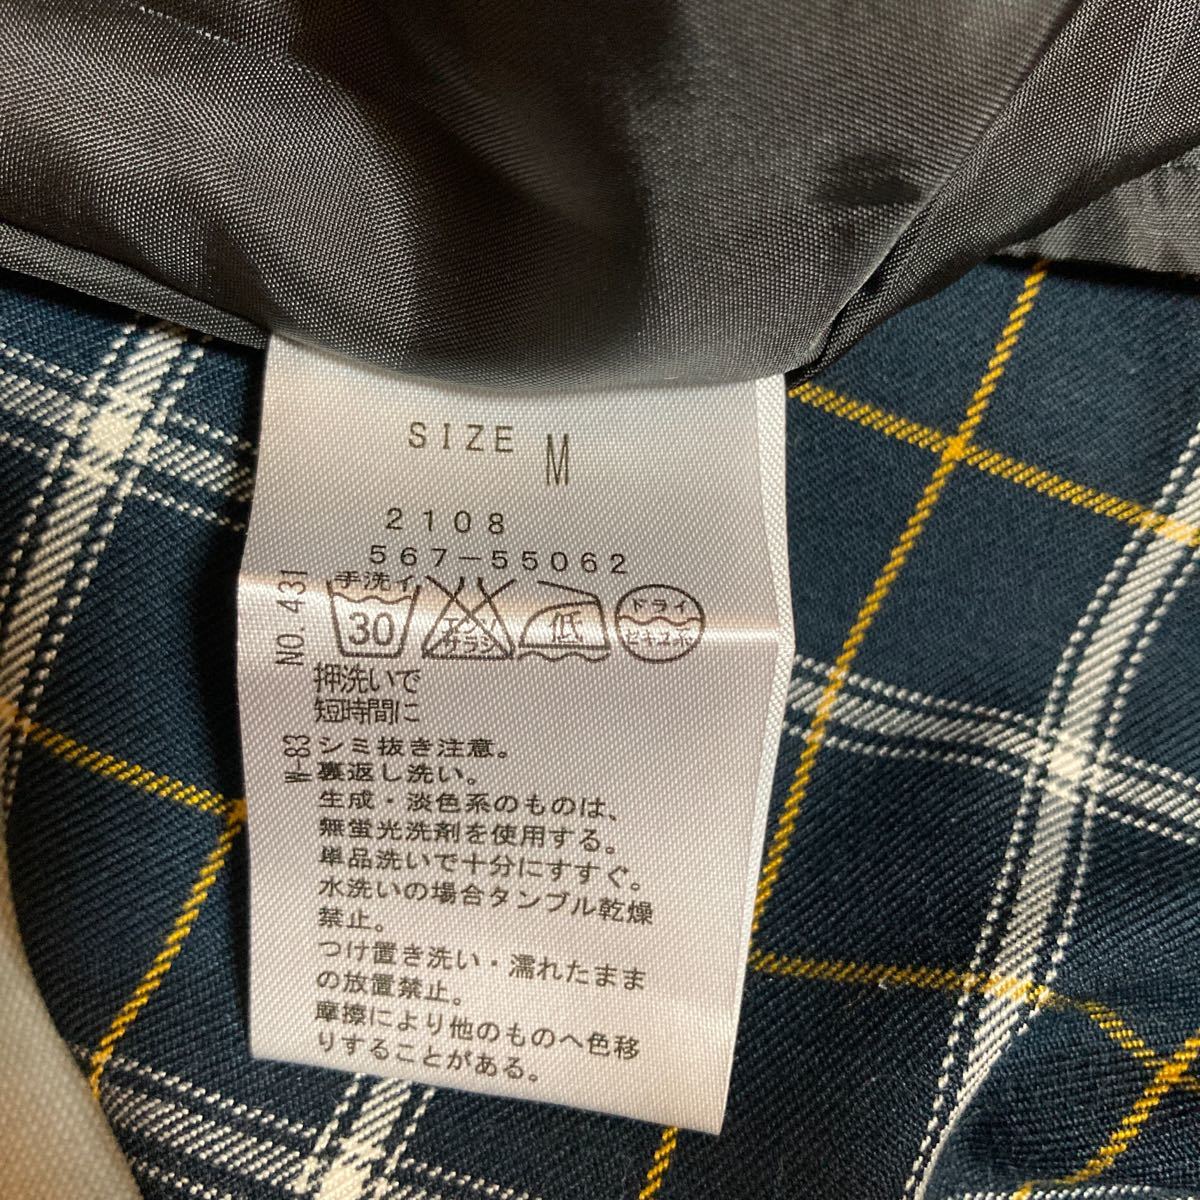 SIZE M
2108
567-55062
NO. 431
手洗イ
30
エンソ
サラシ
低
ドライ
セキユ系
押洗いで
短時間に
W-83
シミ抜き注意。
裏返し洗い。
生成・淡色系のものは、
無蛍光洗剤を使用する。
単品洗いで十分にすすぐ。
水洗いの場合タンブル乾燥
禁止。
つけ置き洗い・濡れたまま
の放置禁止。
摩擦により他のものへ色移
りすることがある。